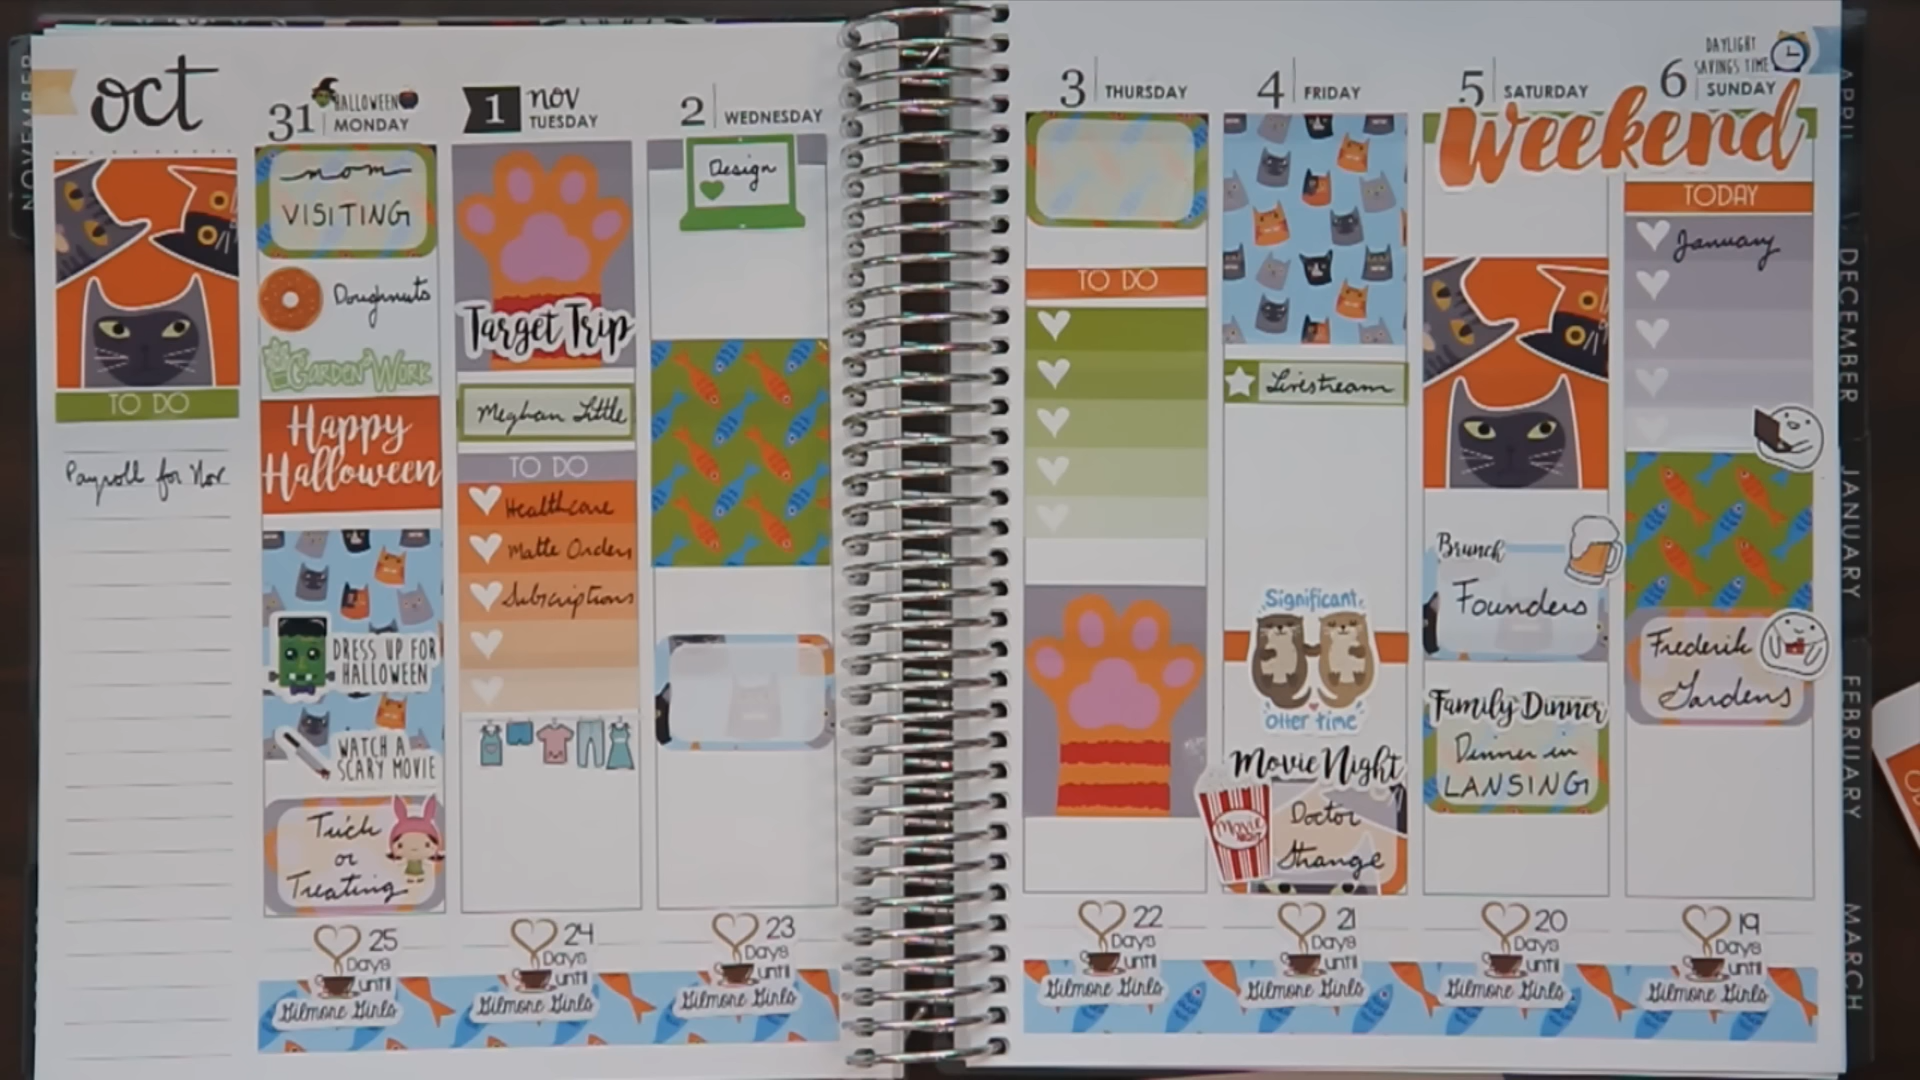 oct
TO DO
Payroll for Nov
31
HALLOWEEN
MONDAY
mom
VISITING
Doughnuts
GARDEN WORK
Happy
Halloween
DRESS UP FOR
HALLOWEEN
WATCH A
SCARY MOVIE
Trick
or
Treating
25
Days
until
Gilmore Girls
1
nov
TUESDAY
Target Trip
Meghan Little
TO DO
Healthcare
Matte Orders
Subscriptions
24
Days
until
Gilmore Girls
2
WEDNESDAY
Design
23
Days
until
Gilmore Girls
3
THURSDAY
TO DO
22
Days
until
Gilmore Girls
4
FRIDAY
Livestream
Significant
otter time
Movie Night
MOVIE
NIGHT
Doctor
Strange
21
Days
until
Gilmore Girls
5
SATURDAY
Weekend
Brunch
Founders
Family Dinner
Dinner in
LANSING
20
Days
until
Gilmore Girls
6
DAYLIGHT
SAVINGS TIME
SUNDAY
TODAY
January
Frederik
Gardens
19
Days
until
Gilmore Girls
NOVEMBER
APRIL
DECEMBER
JANUARY
FEBRUARY
MARCH